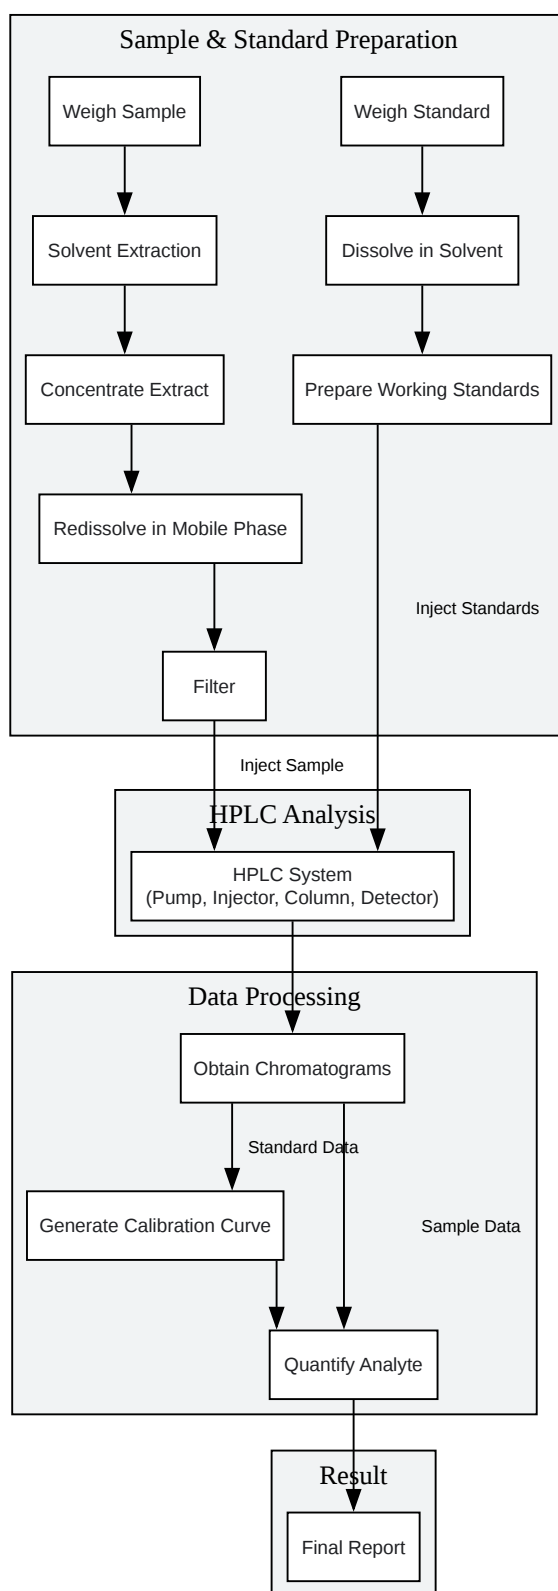 Sample & Standard Preparation
Weigh Sample
Weigh Standard
Solvent Extraction
Dissolve in Solvent
Concentrate Extract
Prepare Working Standards
Redissolve in Mobile Phase
Inject Standards
Filter
Inject Sample
HPLC Analysis
HPLC System
(Pump, Injector, Column, Detector)
Data Processing
Obtain Chromatograms
Standard Data
Generate Calibration Curve
Sample Data
Quantify Analyte
Result
Final Report